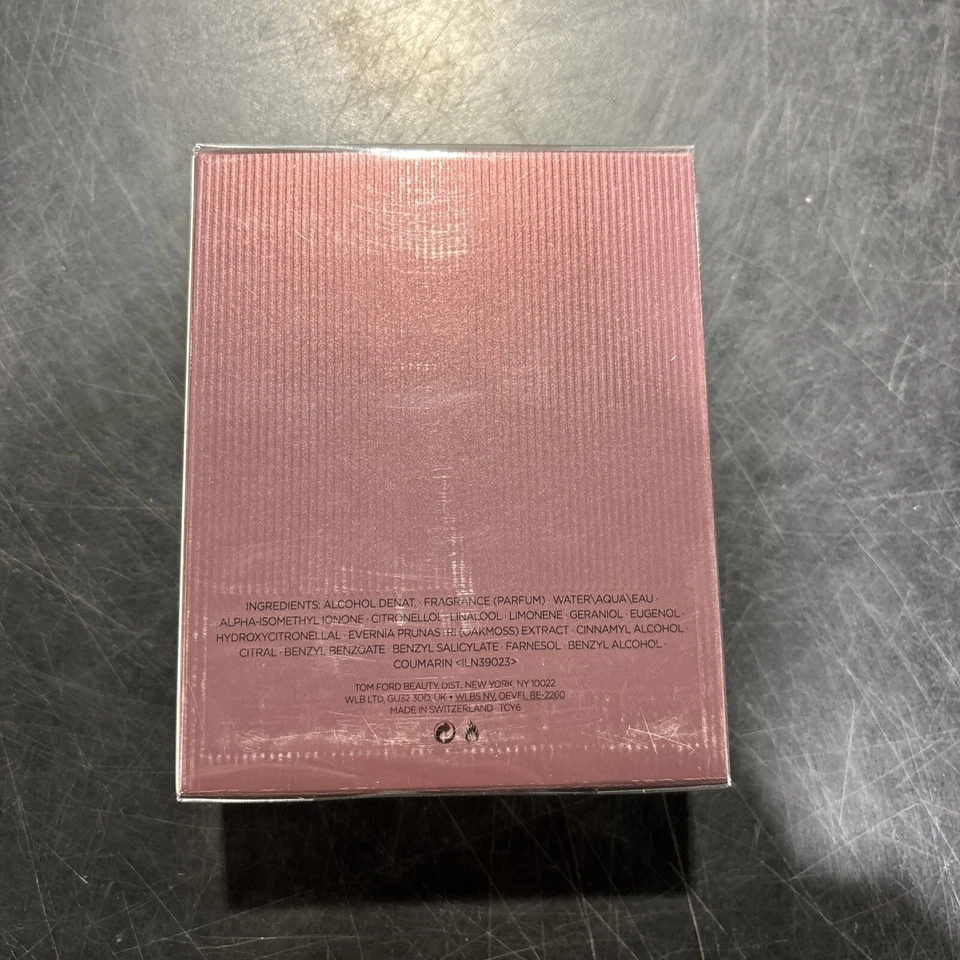 INGREDIENTS: ALCOHOL DENAT. · FRAGRANCE (PARFUM) · WATER\AQUA\EAU ·
ALPHA-ISOMETHYL IONONE · CITRONELLOL · LINALOOL · LIMONENE · GERANIOL · EUGENOL ·
HYDROXYCITRONELLAL · EVERNIA PRUNASTRI (OAKMOSS) EXTRACT · CINNAMYL ALCOHOL ·
CITRAL · BENZYL BENZOATE · BENZYL SALICYLATE · FARNESOL · BENZYL ALCOHOL ·
COUMARIN <ILN39023>
TOM FORD BEAUTY, DIST. NEW YORK, NY 10022
WLB LTD, GU32 3DD, UK • WLBS NV, OEVEL BE-2260
MADE IN SWITZERLAND TCY6